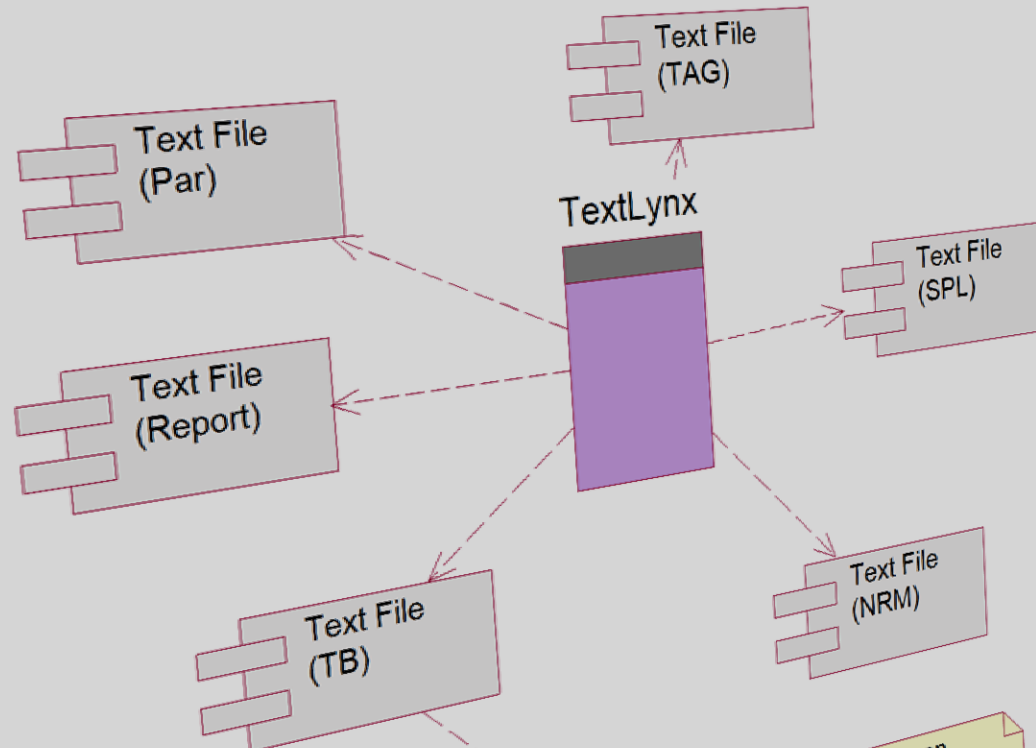 Text File
(TAG)
Text File
(Par)
TextLynx
Text File
(SPL)
Text File
(Report)
Text File
(NRM)
Text File
(TB)